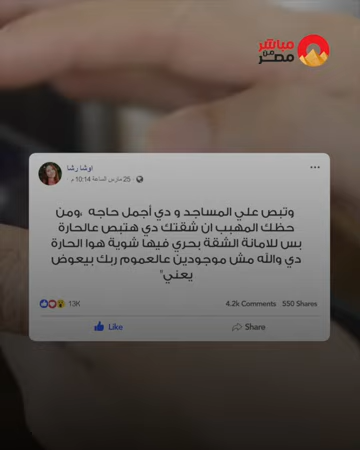 مباشر
من
مصر
اوشا رشا
25 مارس الساعة 10:14 م
وتبص علي المساجد و دي أجمل حاجه ,ومن
حظك المهبب ان شقتك دي هتبص عالحارة
بس للامانة الشقة بحري فيها شوية هوا الحارة
دي والله مش موجودين عالعموم ربك بيعوض
يعني"
13K 4.2k Comments 550 Shares
Like Share